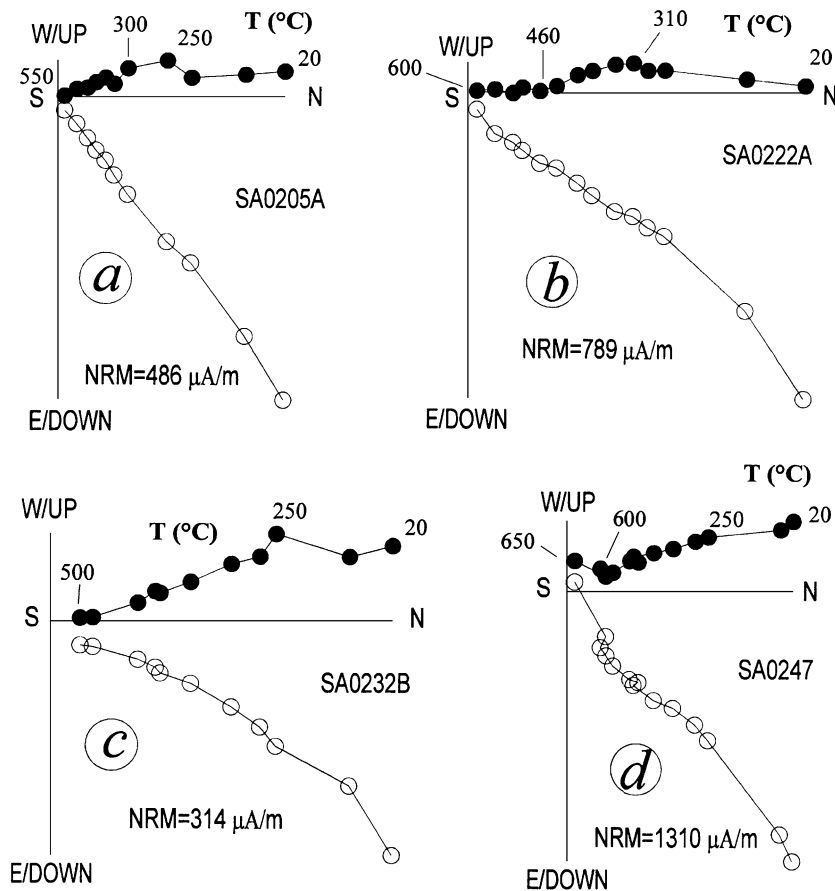 T (°C)
W/UP
300
250
20
550
S
N
SA0205A
a
NRM=486 µA/m
E/DOWN
T (°C)
W/UP
460
310
20
600
S
N
SA0222A
b
NRM=789 µA/m
E/DOWN
W/UP
T (°C)
250
20
500
S
N
SA0232B
c
NRM=314 µA/m
E/DOWN
T (°C)
W/UP
650
600
250
20
S
N
SA0247
d
NRM=1310 µA/m
E/DOWN